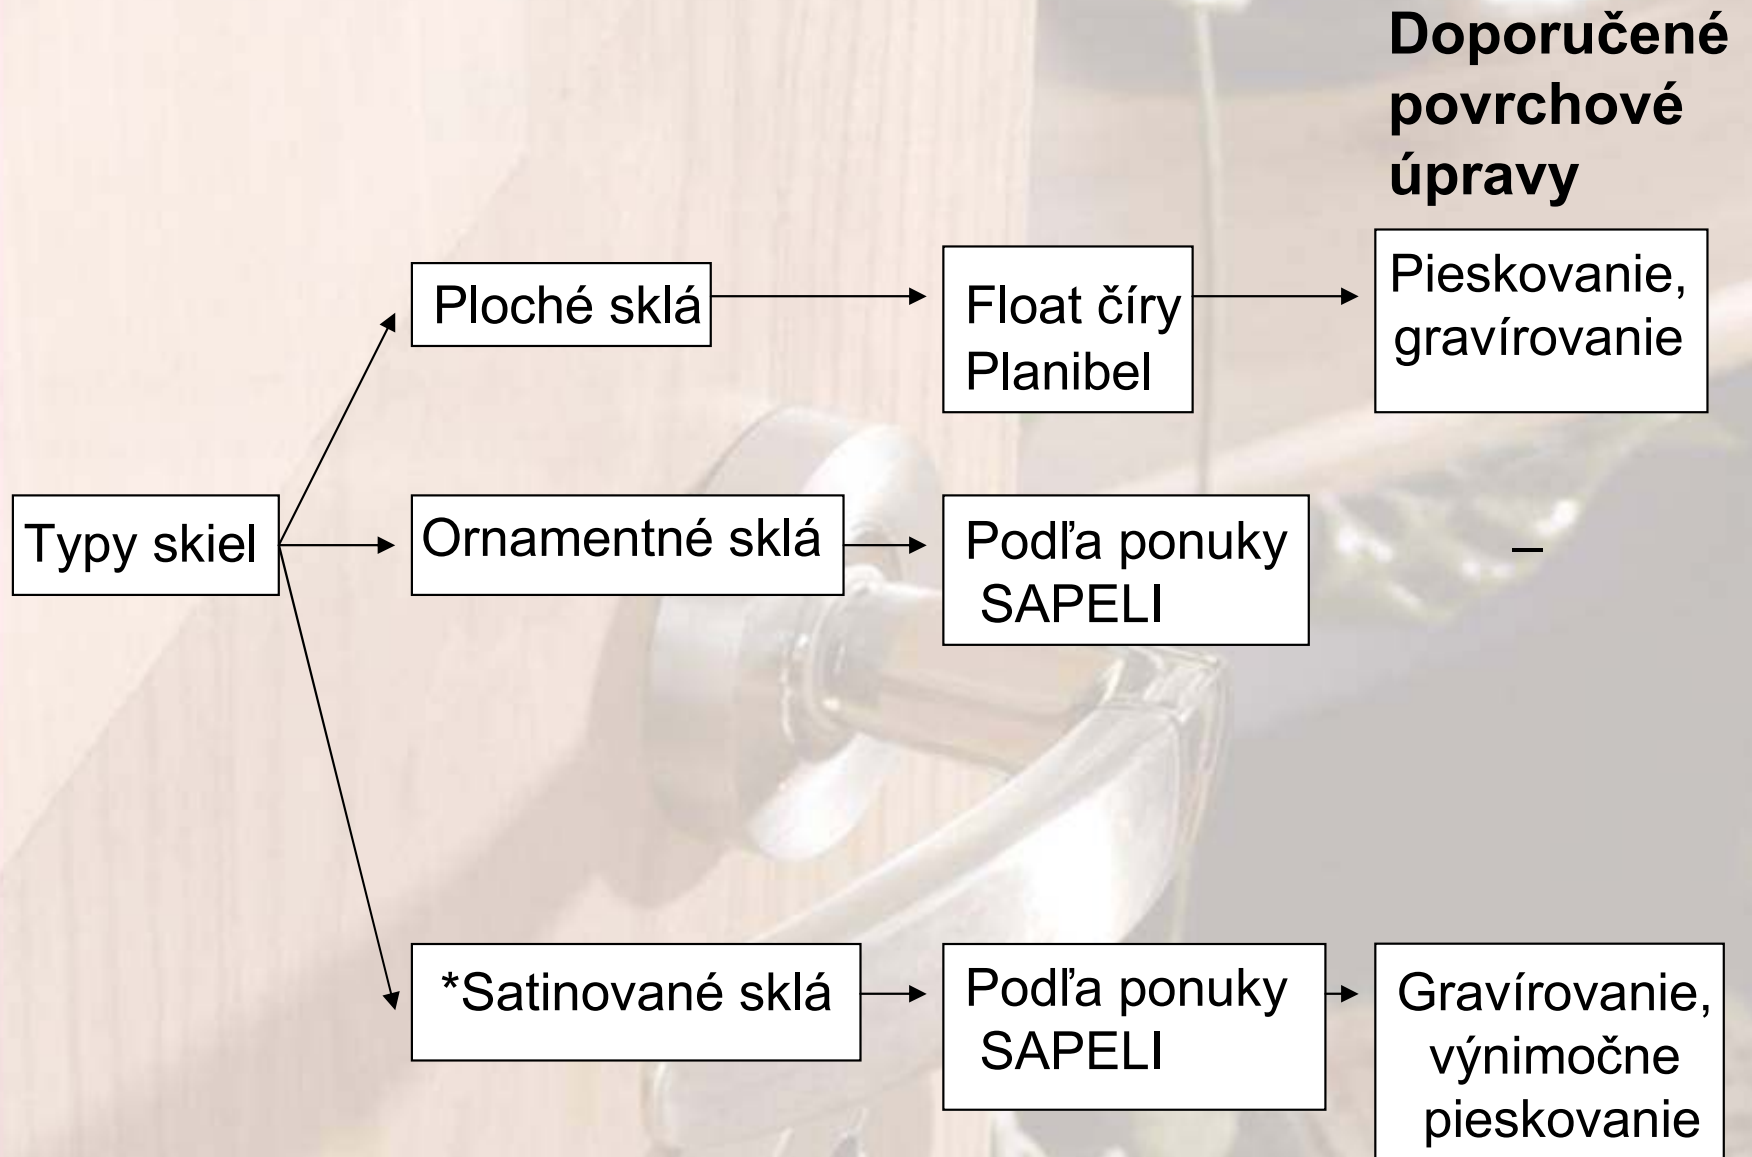 Doporučené
povrchové
úpravy
Ploché sklá
Float číry
Planibel
Pieskovanie,
gravírovanie
Typy skiel
Ornamentné sklá
Podľa ponuky
SAPELI
–
*Satinované sklá
Podľa ponuky
SAPELI
Gravírovanie,
výnimočne
pieskovanie